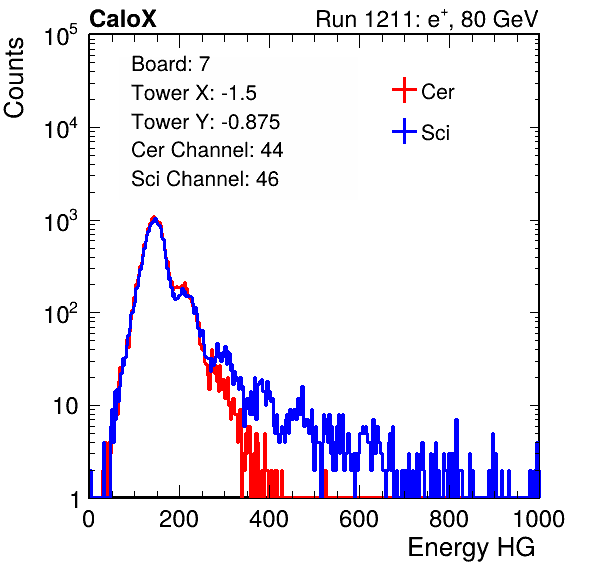 CaloX Run 1211: e⁺, 80 GeV
Counts
Board: 7
Tower X: -1.5
Tower Y: -0.875
Cer Channel: 44
Sci Channel: 46
Cer
Sci
10⁵
10⁴
10³
10²
10
1
0 200 400 600 800 1000
Energy HG